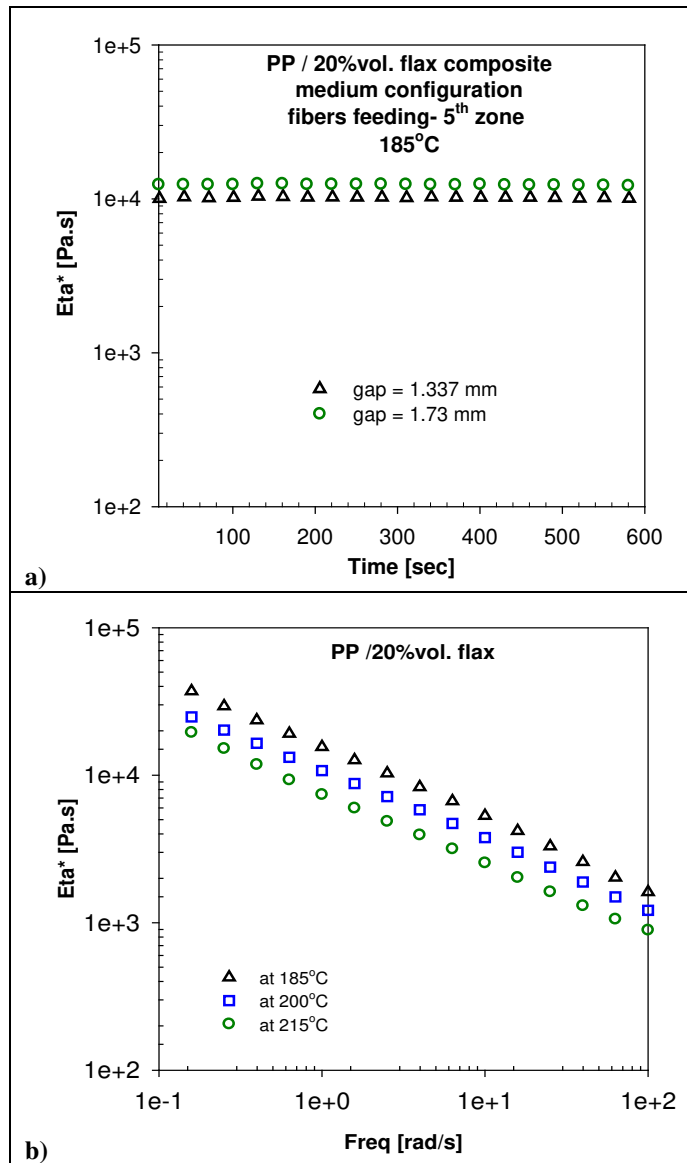 1e+5
PP / 20%vol. flax composite
medium configuration
fibers feeding- 5th zone
185°C
1e+4
Eta* [Pa.s]
1e+3
gap = 1.337 mm
gap = 1.73 mm
1e+2
100 200 300 400 500 600
Time [sec]
a)
1e+5
PP /20%vol. flax
1e+4
Eta* [Pa.s]
1e+3
at 185°C
at 200°C
at 215°C
1e+2
1e-1 1e+0 1e+1 1e+2
Freq [rad/s]
b)